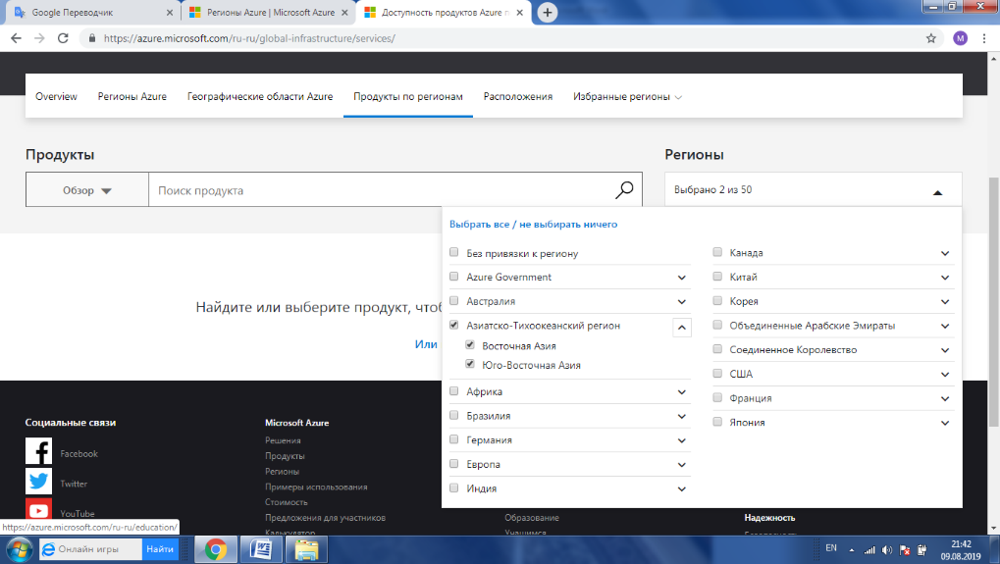 Google Переводчик
Регионы Azure | Microsoft Azure
Доступность продуктов Azure п
https://azure.microsoft.com/ru-ru/global-infrastructure/services/
M
Overview
Регионы Azure
Географические области Azure
Продукты по регионам
Расположения
Избранные регионы
Продукты
Регионы
Обзор
Поиск продукта
Выбрано 2 из 50
Выбрать все / не выбирать ничего
Без привязки к региону
Azure Government
Австралия
Азиатско-Тихоокеанский регион
Восточная Азия
Юго-Восточная Азия
Африка
Бразилия
Германия
Европа
Индия
Канада
Китай
Корея
Объединенные Арабские Эмираты
Соединенное Королевство
США
Франция
Япония
Найдите или выберите продукт, чтоб
Или
Социальные связи
Facebook
Twitter
YouTube
Microsoft Azure
Решения
Продукты
Регионы
Примеры использования
Стоимость
Предложения для участников
Калькулятор
Образование
Учащимся
Надежность
https://azure.microsoft.com/ru-ru/education/
Онлайн игры
Найти
EN
21:42
09.08.2019